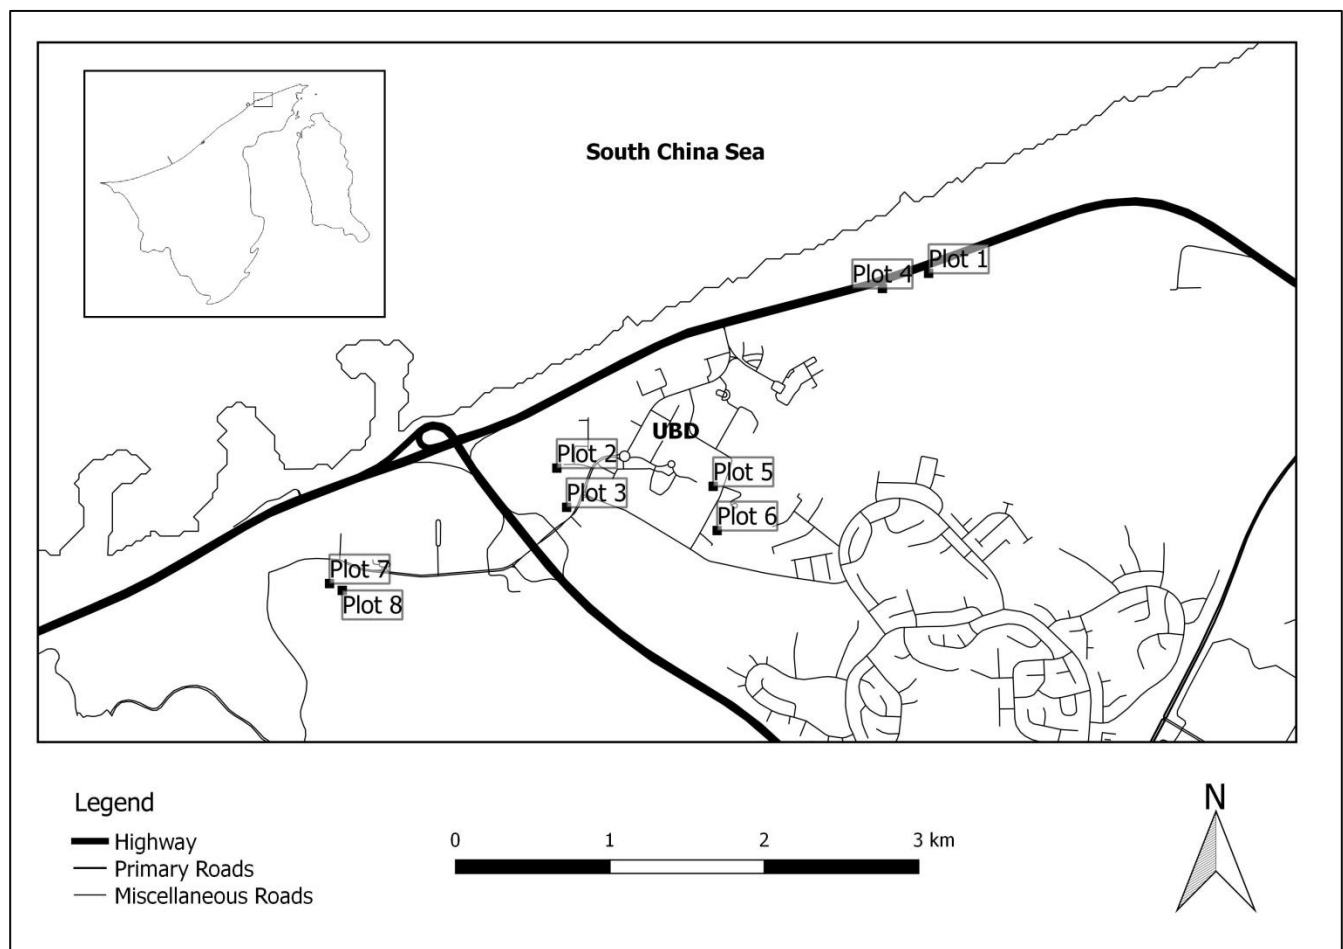 South China Sea
Plot 1
Plot 4
UBD
Plot 2
Plot 5
Plot 3
Plot 6
Plot 7
Plot 8
Legend
Highway
Primary Roads
Miscellaneous Roads
0 1 2 3 km
N